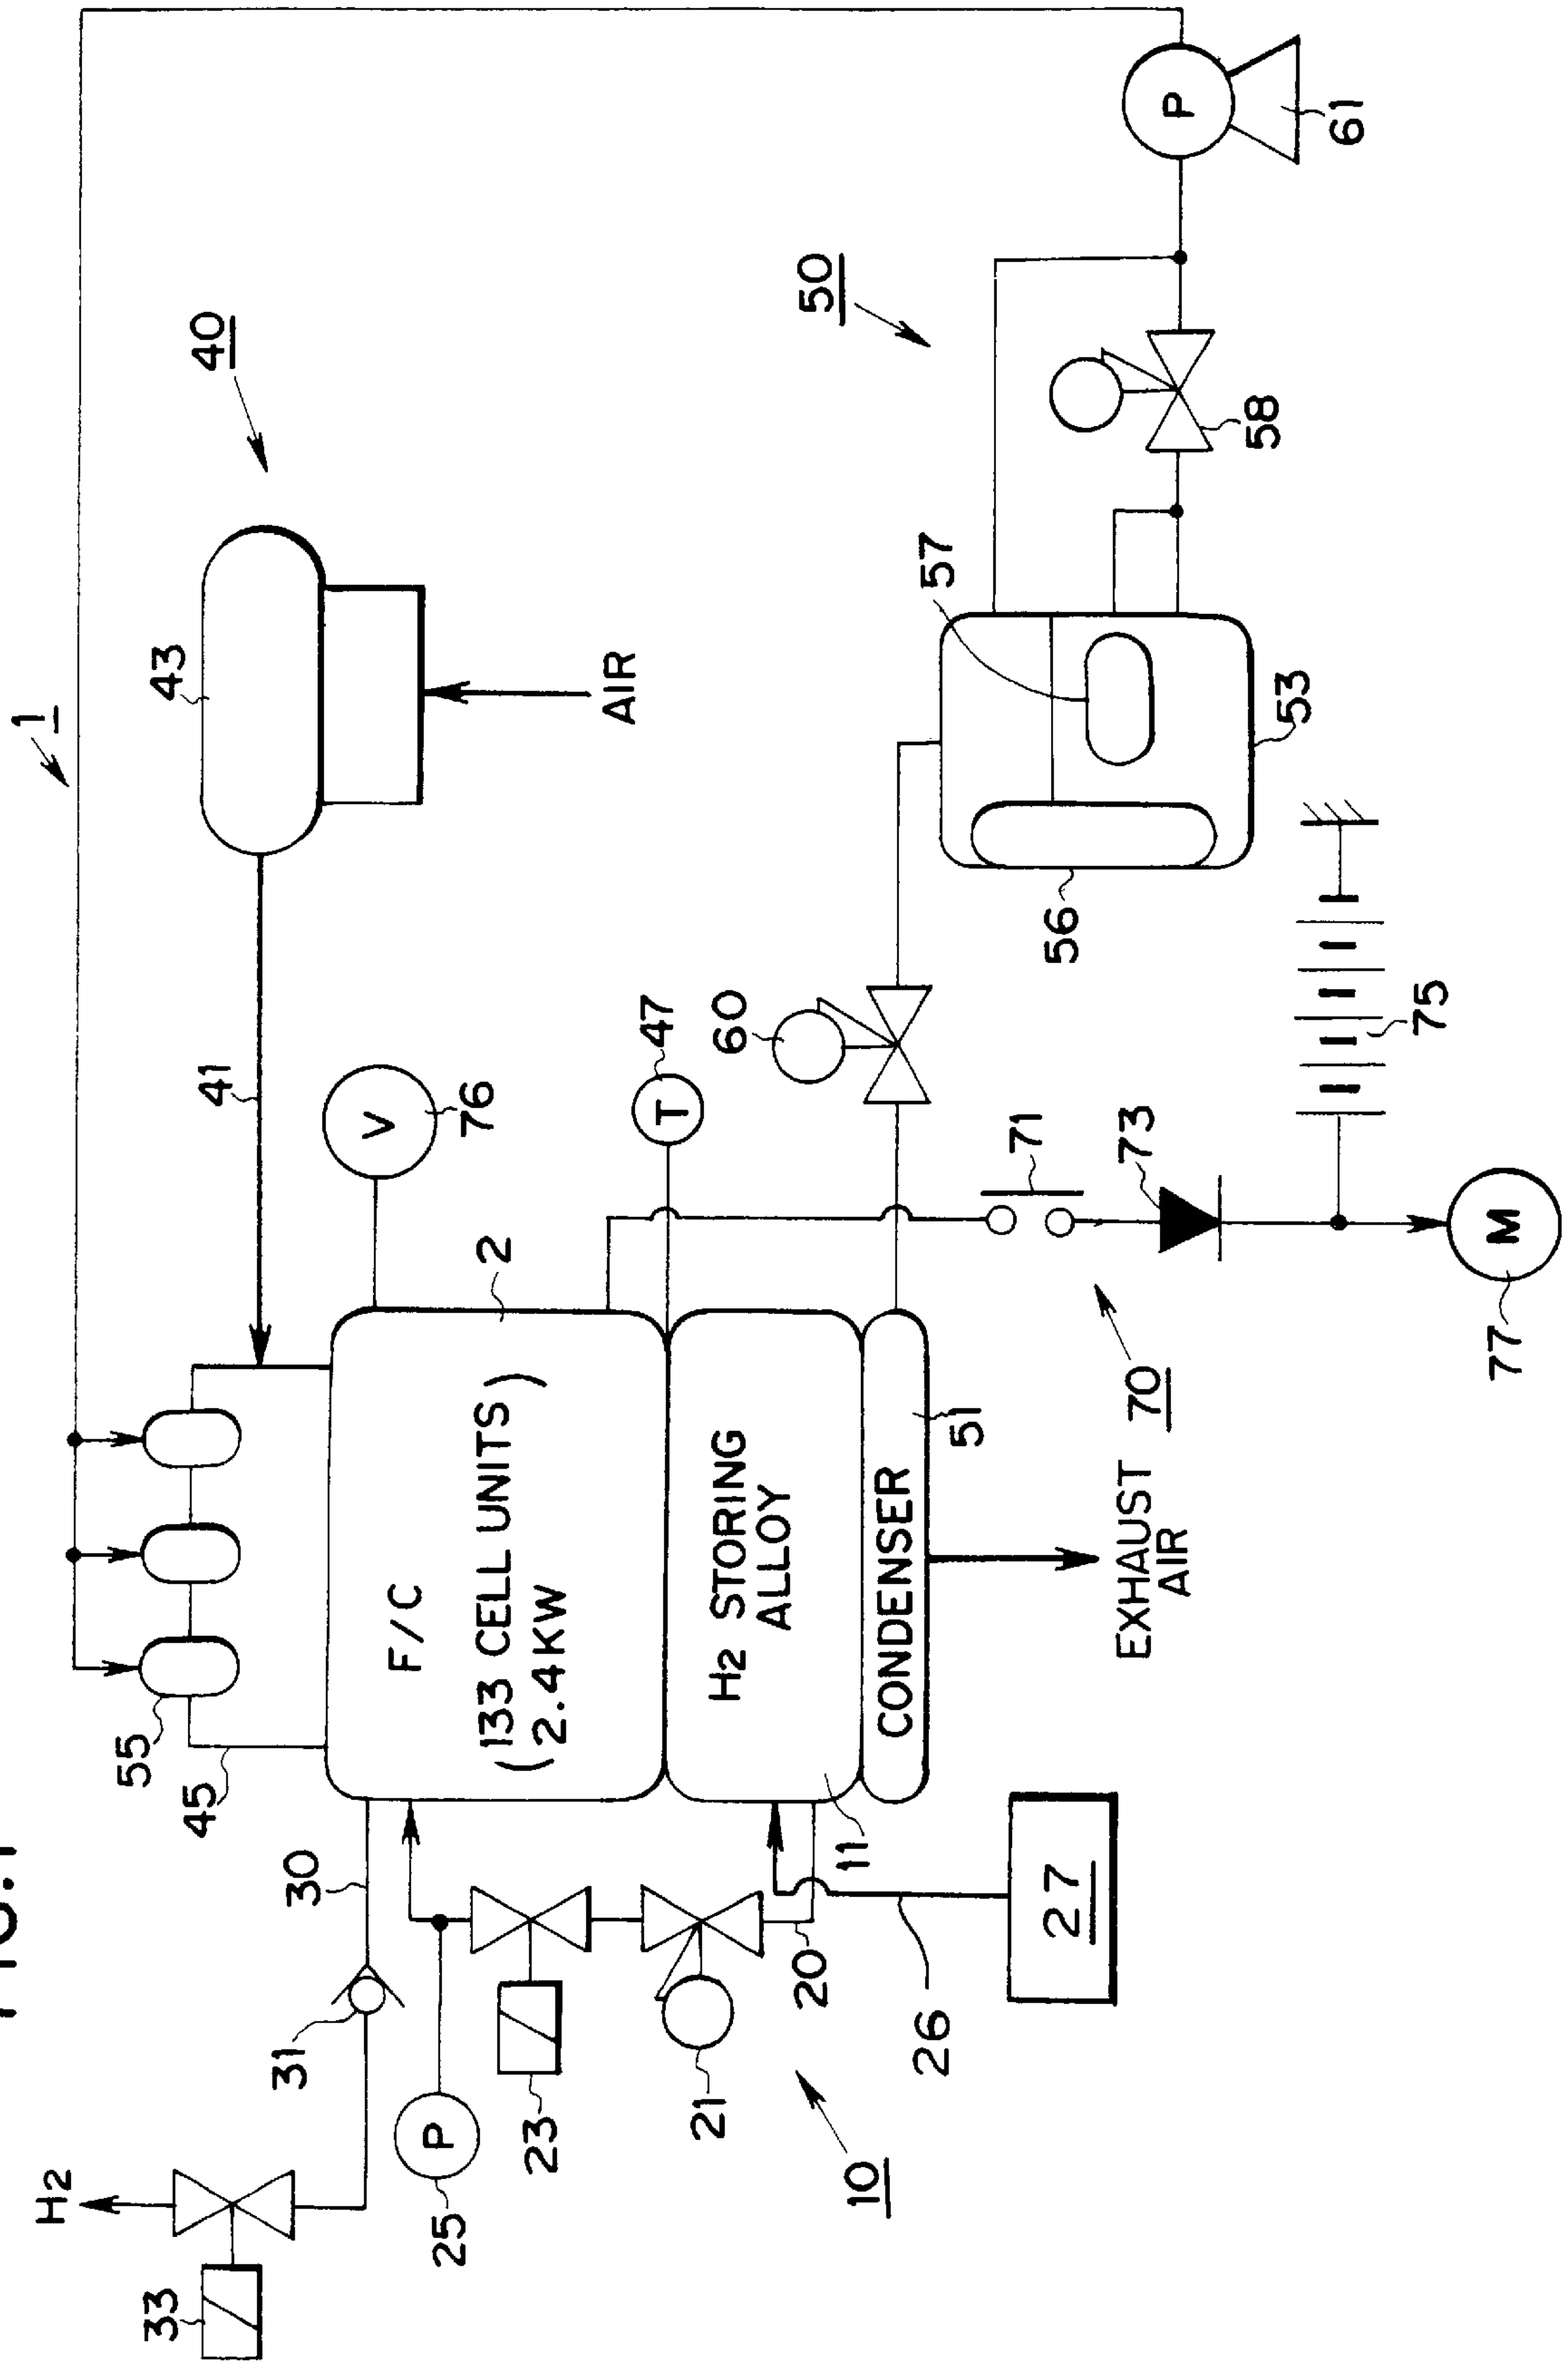 FIG.1
1
40
43
AIR
41
55
45
V
76
2
F/C
(133 CELL UNITS)
2.4KW
47
T
H2 STORING
ALLOY
11
CONDENSER
51
EXHAUST
AIR
H2
33
31
30
P
25
23
21
20
26
27
10
60
50
57
53
56
58
P
61
71
73
70
75
M
77